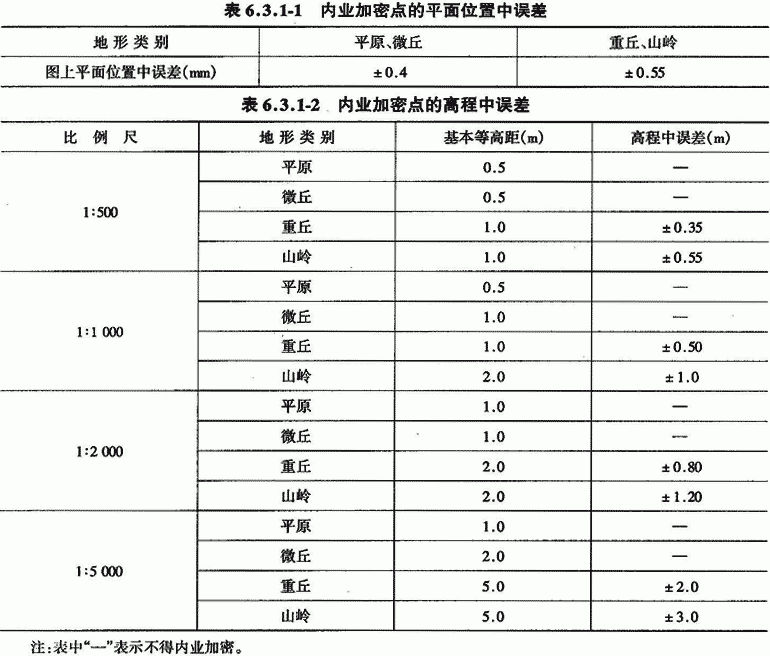 表 6.3.1-1 内业加密点的平面位置中误差
地形类别 平原、微丘 重丘、山岭
图上平面位置中误差(mm) ±0.4 ±0.55
表 6.3.1-2 内业加密点的高程中误差
比例尺 地形类别 基本等高距(m) 高程中误差(m)
1:500 平原 0.5 —
微丘 0.5 —
重丘 1.0 ±0.35
山岭 1.0 ±0.55
1:1 000 平原 0.5 —
微丘 1.0 —
重丘 1.0 ±0.50
山岭 2.0 ±1.0
1:2 000 平原 1.0 —
微丘 1.0 —
重丘 2.0 ±0.80
山岭 2.0 ±1.20
1:5 000 平原 1.0 —
微丘 2.0 —
重丘 5.0 ±2.0
山岭 5.0 ±3.0
注:表中“—”表示不得内业加密。